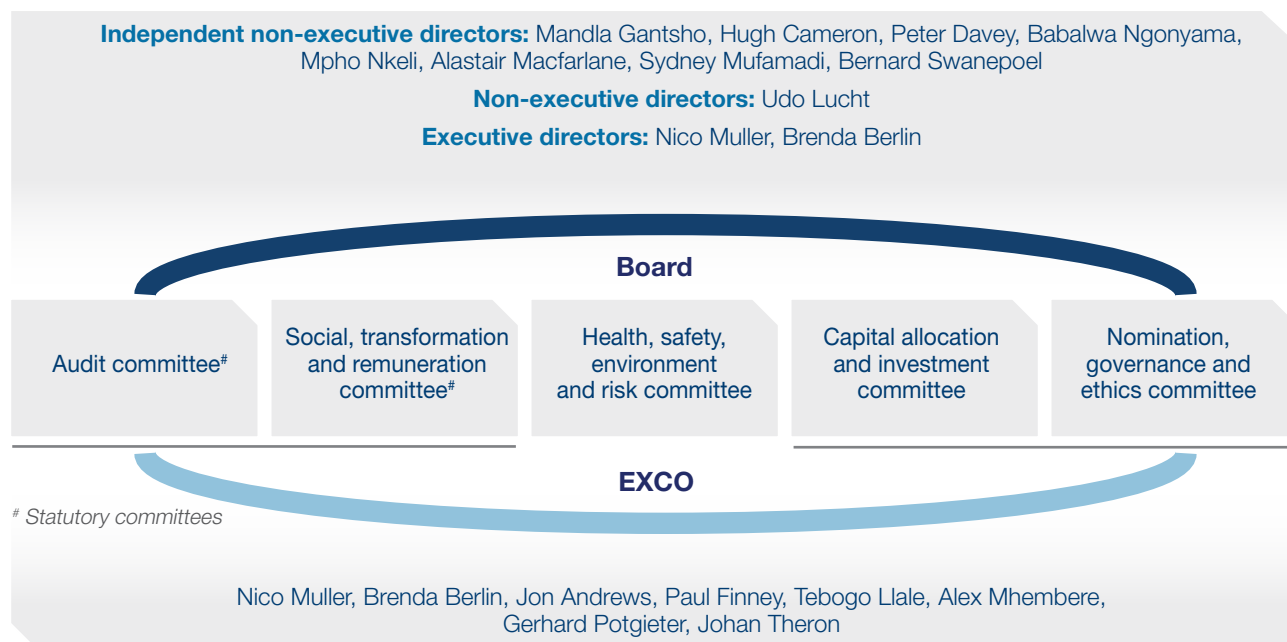 Independent non-executive directors: Mandla Gantsho, Hugh Cameron, Peter Davey, Babalwa Ngonyama,
Mpho Nkeli, Alastair Macfarlane, Sydney Mufamadi, Bernard Swanepoel
Non-executive directors: Udo Lucht
Executive directors: Nico Muller, Brenda Berlin
Board
Audit committee#
Social, transformation
and remuneration
committee#
Health, safety,
environment
and risk committee
Capital allocation
and investment
committee
Nomination,
governance and
ethics committee
EXCO
# Statutory committees
Nico Muller, Brenda Berlin, Jon Andrews, Paul Finney, Tebogo Llale, Alex Mhembere,
Gerhard Potgieter, Johan Theron